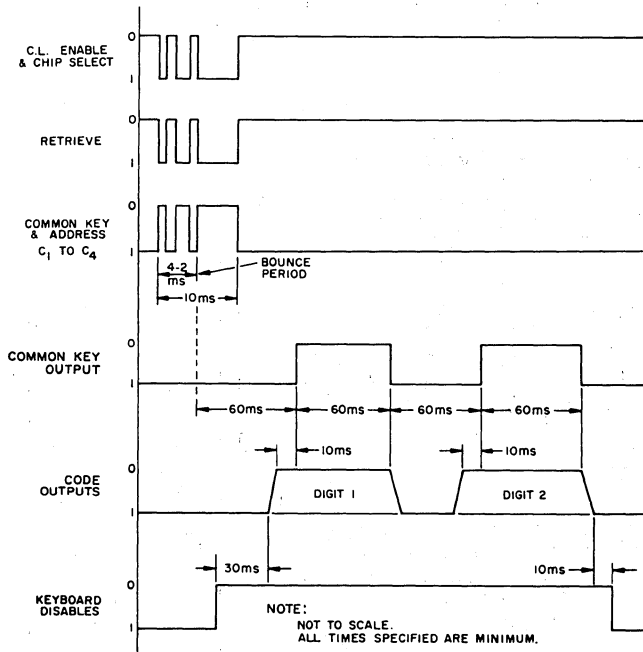 0
C.L. ENABLE
& CHIP SELECT
1
0
RETRIEVE
1
0
COMMON KEY
& ADDRESS
C1 TO C4
1
4-2
ms
BOUNCE
PERIOD
10ms
0
COMMON KEY
OUTPUT
1
60ms 60ms 60ms 60ms
10ms 10ms
0
CODE
OUTPUTS
DIGIT 1 DIGIT 2
1
30ms 10ms
0
KEYBOARD
DISABLES
1
NOTE:
NOT TO SCALE.
ALL TIMES SPECIFIED ARE MINIMUM.